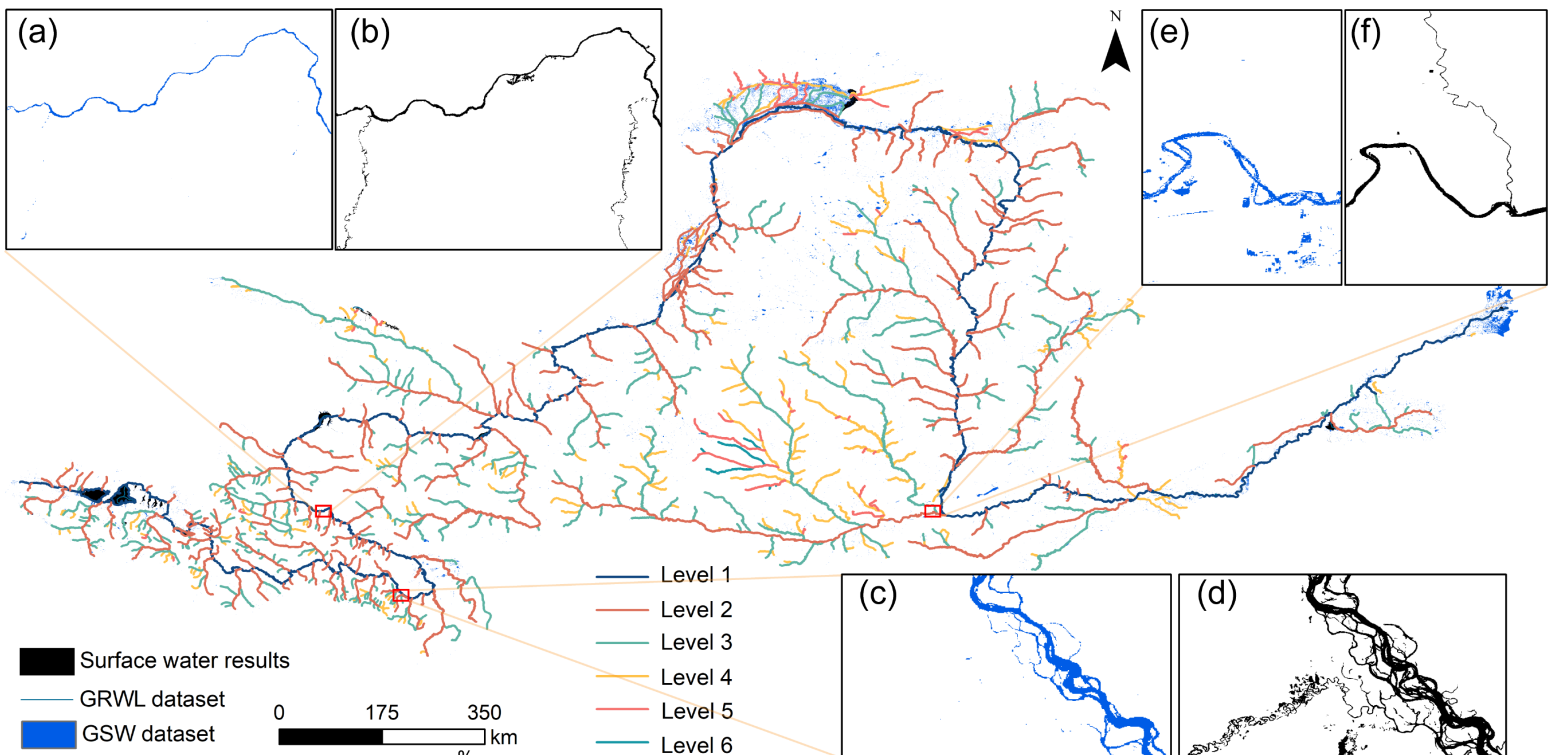 (a)
(b)
N
(e)
(f)
Level 1
Level 2
Level 3
Level 4
Level 5
Level 6
(c)
(d)
Surface water results
GRWL dataset
GSW dataset
0 175 350
km